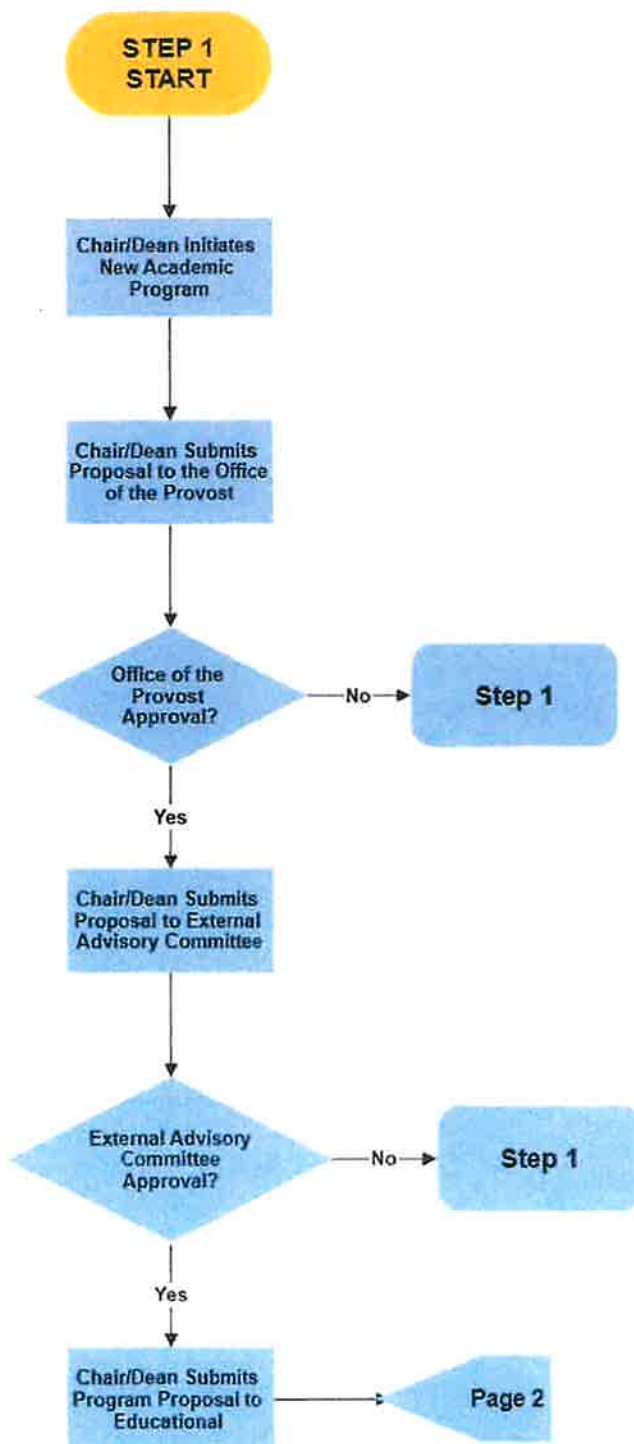 STEP 1
START
Chair/Dean Initiates
New Academic
Program
Chair/Dean Submits
Proposal to the Office
of the Provost
Office of the
Provost
Approval?
No
Step 1
Yes
Chair/Dean Submits
Proposal to External
Advisory Committee
External Advisory
Committee
Approval?
No
Step 1
Yes
Chair/Dean Submits
Program Proposal to
Educational
Page 2